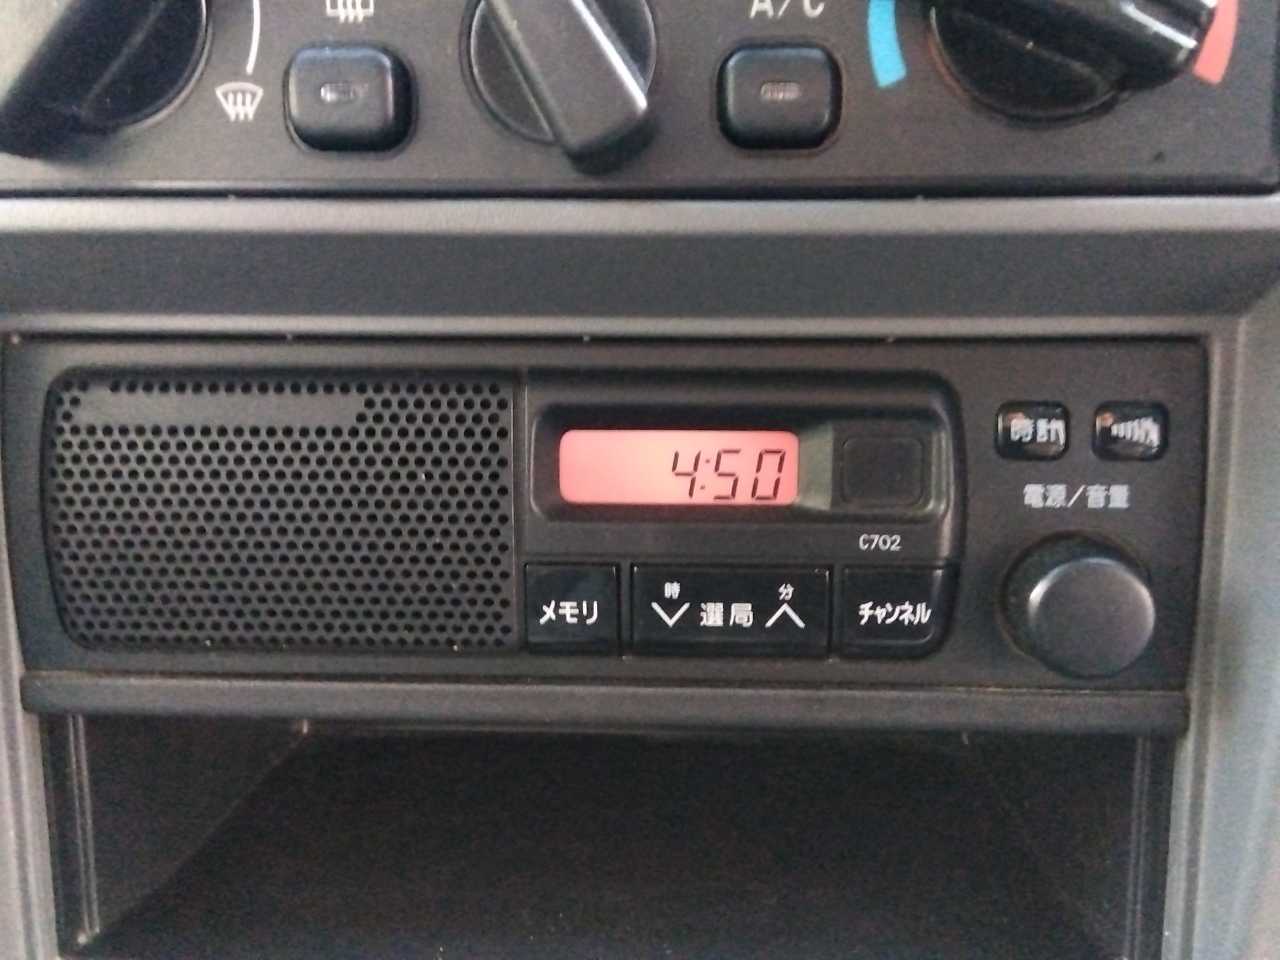 A/C
4:50
時計
電源/音量
C702
メモリ
時 分
選局
チャンネル